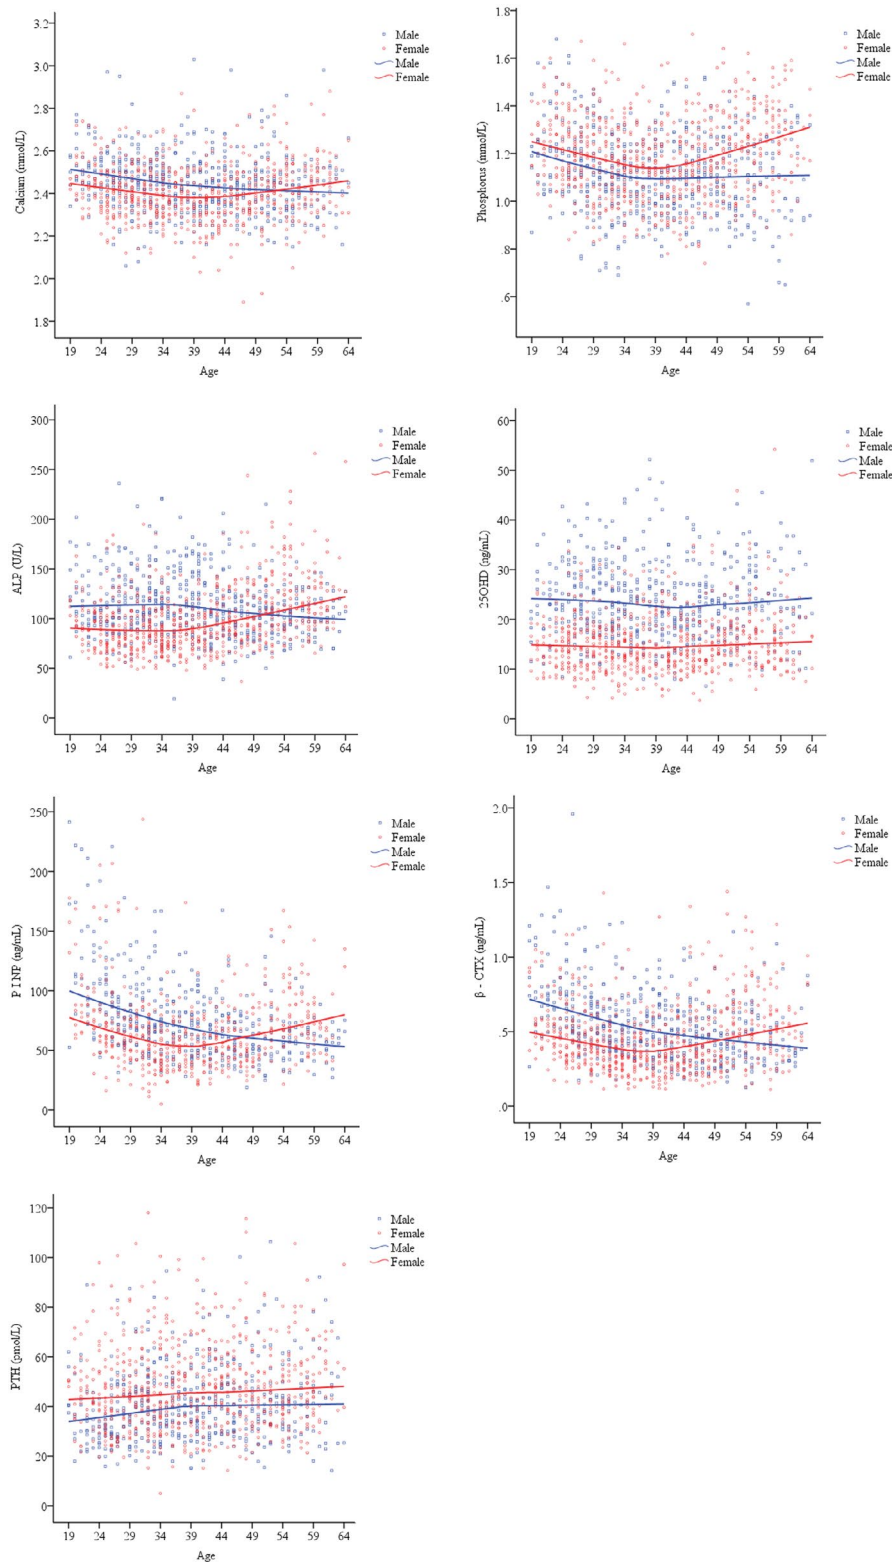 3.2
3.0
2.8
2.6
2.4
2.2
2.0
1.8
Calcium (mmol/L)
19 24 29 34 39 44 49 54 59 64
Age
Male
Female
Male
Female
1.8
1.6
1.4
1.2
1.0
.8
.6
Phosphorus (mmol/L)
19 24 29 34 39 44 49 54 59 64
Age
Male
Female
Male
Female
300
250
200
150
100
50
0
ALP (U/L)
19 24 29 34 39 44 49 54 59 64
Age
Male
Female
Male
Female
60
50
40
30
20
10
0
25OHD (ng/mL)
19 24 29 34 39 44 49 54 59 64
Age
Male
Female
Male
Female
250
200
150
100
50
0
P I NP (ng/mL)
19 24 29 34 39 44 49 54 59 64
Age
Male
Female
Male
Female
2.0
1.5
1.0
.5
.0
β - CTX (ng/mL)
19 24 29 34 39 44 49 54 59 64
Age
Male
Female
Male
Female
120
100
80
60
40
20
0
PTH (pmol/L)
19 24 29 34 39 44 49 54 59 64
Age
Male
Female
Male
Female